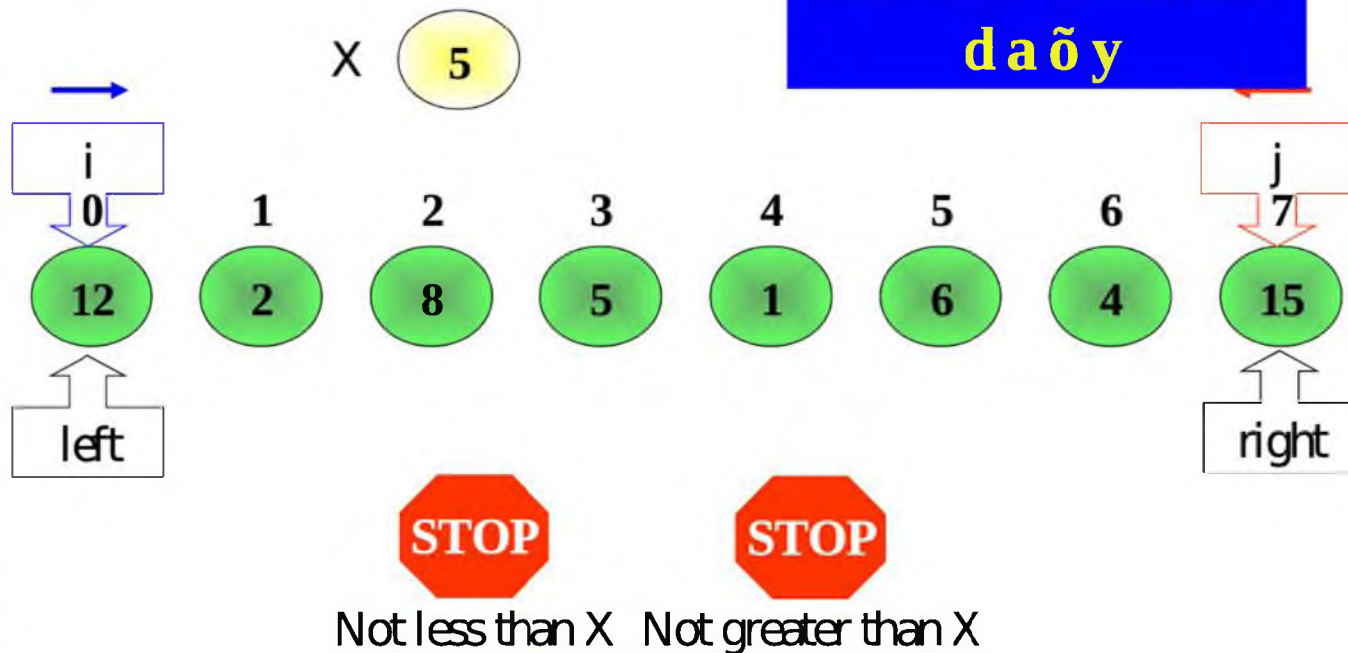 X 5
daõy
i j
0 1 2 3 4 5 6 7
12 2 8 5 1 6 4 15
left right
STOP STOP
Not less than X Not greater than X